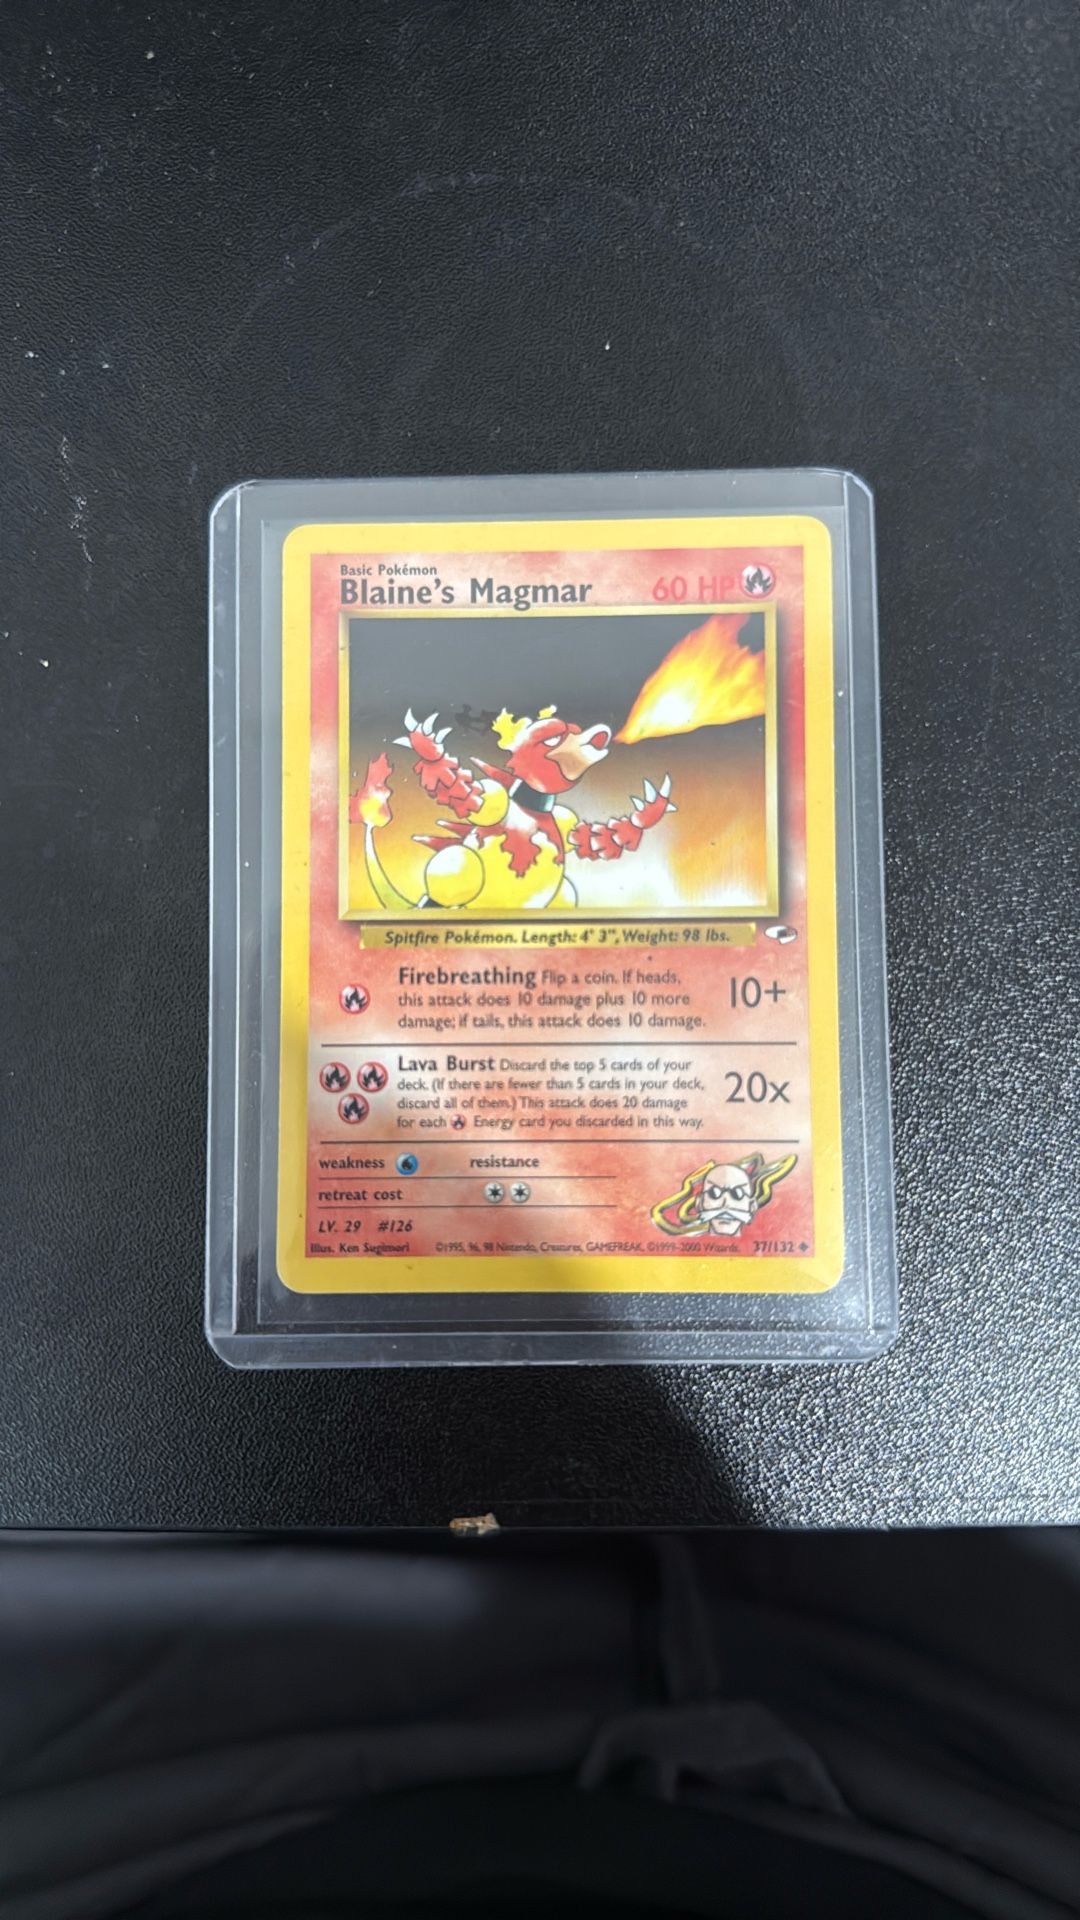 Basic Pokémon
Blaine's Magmar 60 HP
Spitfire Pokémon. Length: 4' 3", Weight: 98 lbs.
Firebreathing Flip a coin. If heads,
this attack does 10 damage plus 10 more
damage; if tails, this attack does 10 damage.
10+
Lava Burst Discard the top 5 cards of your
deck. (If there are fewer than 5 cards in your deck,
discard all of them.) This attack does 20 damage
for each Energy card you discarded in this way.
20x
weakness resistance
retreat cost
LV. 29 #126
Illus. Ken Sugimori ©1995, 96, 98 Nintendo, Creatures, GAMEFREAK. ©1999-2000 Wizards. 37/132